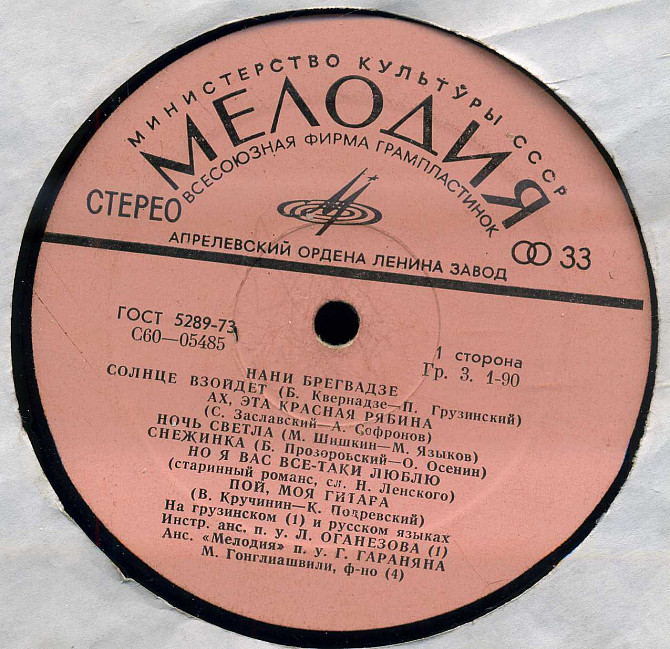 МИНИСТЕРСТВО КУЛЬТУРЫ СССР
МЕЛОДИЯ
ВСЕСОЮЗНАЯ ФИРМА ГРАМПЛАСТИНОК
СТЕРЕО
33
АПРЕЛЕВСКИЙ ОРДЕНА ЛЕНИНА ЗАВОД
ГОСТ 5289-73
С60—05485
1 сторона
Гр. 3. 1-90
НАНИ БРЕГВАДЗЕ
СОЛНЦЕ ВЗОЙДЕТ (Б. Квернадзе—П. Грузинский)
АХ, ЭТА КРАСНАЯ РЯБИНА
(С. Заславский—А. Софронов)
НОЧЬ СВЕТЛА (М. Шишкин—М. Языков)
СНЕЖИНКА (Б. Прозоровский—О. Осенин)
НО Я ВАС ВСЕ-ТАКИ ЛЮБЛЮ
(старинный романс, сл. Н. Ленского)
ПОЙ, МОЯ ГИТАРА
(В. Кручинин—К. Подревский)
На грузинском (1) и русском языках
Инстр. анс. п. у. Л. ОГАНЕЗОВА (1)
Анс. «Мелодия» п. у. Г. ГАРАНЯНА
М. Гонглиашвили, ф-но (4)